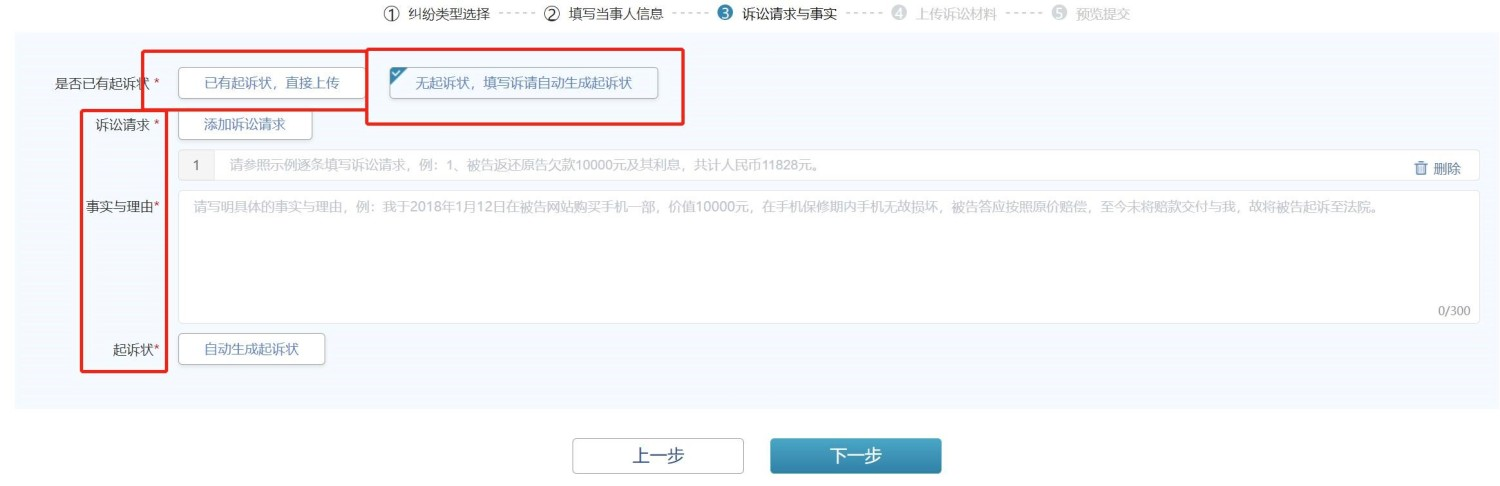 ① 纠纷类型选择 ----- ② 填写当事人信息 ----- ③ 诉讼请求与事实 ----- ④ 上传诉讼材料 ----- ⑤ 预览提交
是否已有起诉状 * 已有起诉状，直接上传 无起诉状，填写诉请自动生成起诉状
诉讼请求 * 添加诉讼请求
1 请参照示例逐条填写诉讼请求，例：1、被告返还原告欠款10000元及其利息，共计人民币11828元。 删除
事实与理由* 请写明具体的事实与理由，例：我于2018年1月12日在被告网站购买手机一部，价值10000元，在手机保修期内手机无故损坏，被告答应按照原价赔偿，至今未将赔款交付与我，故将被告起诉至法院。
0/300
起诉状* 自动生成起诉状
上一步 下一步